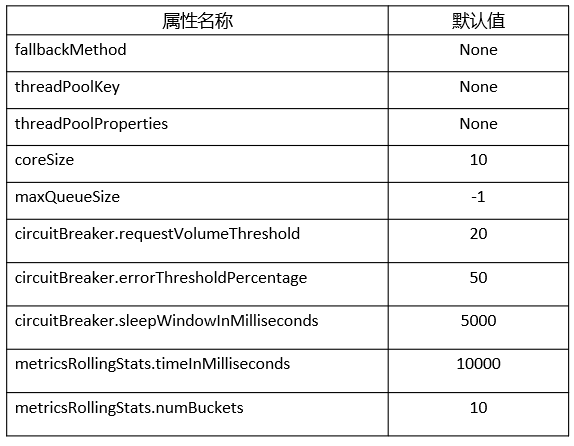 属性名称 默认值
fallbackMethod None
threadPoolKey None
threadPoolProperties None
coreSize 10
maxQueueSize -1
circuitBreaker.requestVolumeThreshold 20
circuitBreaker.errorThresholdPercentage 50
circuitBreaker.sleepWindowInMilliseconds 5000
metricsRollingStats.timeInMilliseconds 10000
metricsRollingStats.numBuckets 10